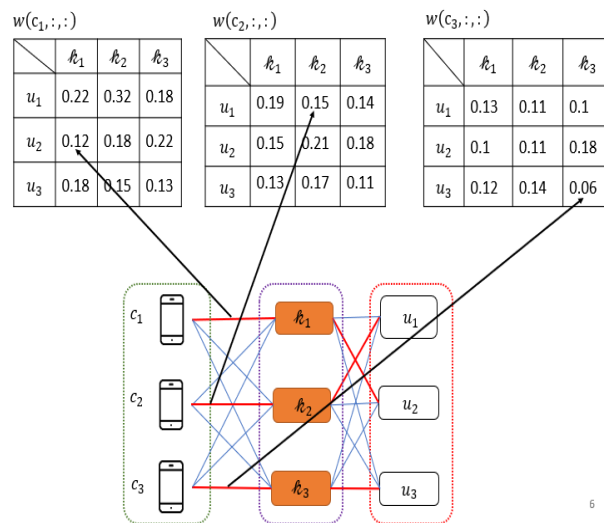 w(c₁,:,:) w(c₂,:,:) w(c₃,:,:)
𝓀₁ 𝓀₂ 𝓀₃ 𝓀₁ 𝓀₂ 𝓀₃ 𝓀₁ 𝓀₂ 𝓀₃
u₁ 0.22 0.32 0.18 u₁ 0.19 0.15 0.14 u₁ 0.13 0.11 0.1
u₂ 0.12 0.18 0.22 u₂ 0.15 0.21 0.18 u₂ 0.1 0.11 0.18
u₃ 0.18 0.15 0.13 u₃ 0.13 0.17 0.11 u₃ 0.12 0.14 0.06
c₁ 𝓀₁ u₁
c₂ 𝓀₂ u₂
c₃ 𝓀₃ u₃
6